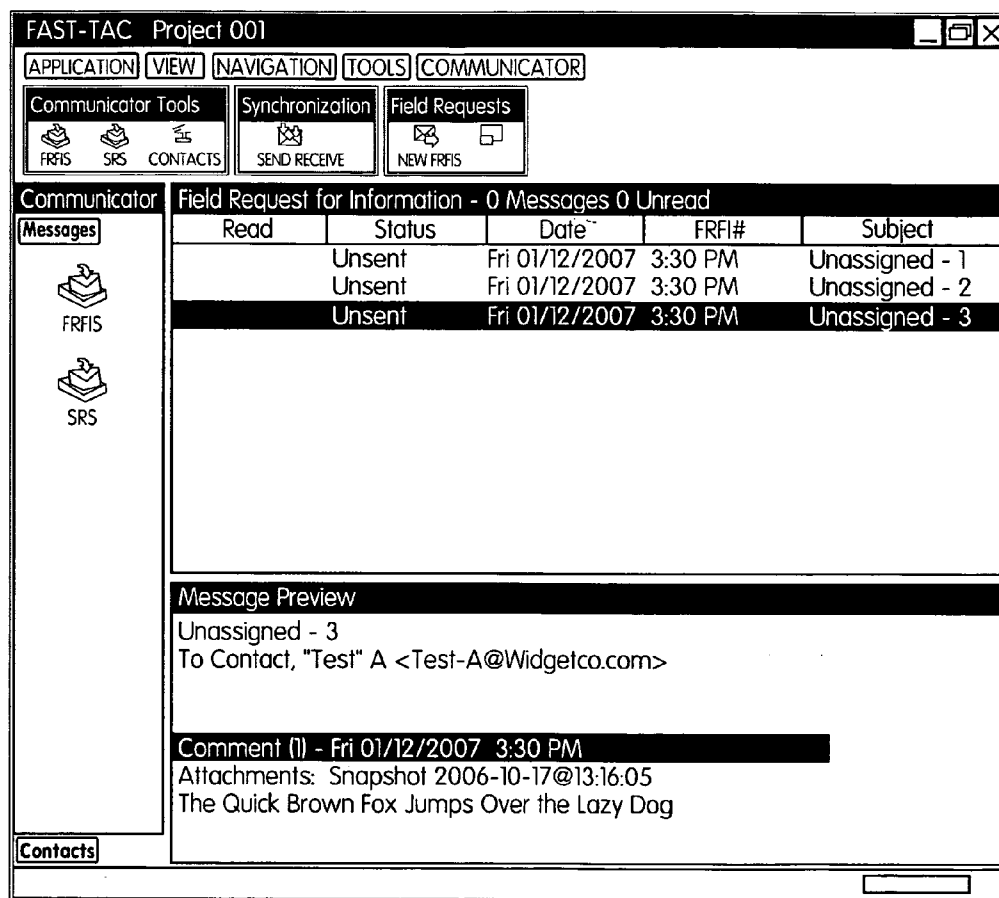 FAST-TAC Project 001
APPLICATION VIEW NAVIGATION TOOLS COMMUNICATOR
Communicator Tools Synchronization Field Requests
FRFIS SRS CONTACTS SEND RECEIVE NEW FRFIS
Communicator Field Request for Information - 0 Messages 0 Unread
Messages Read Status Date FRFI# Subject
Unsent Fri 01/12/2007 3:30 PM Unassigned - 1
Unsent Fri 01/12/2007 3:30 PM Unassigned - 2
Unsent Fri 01/12/2007 3:30 PM Unassigned - 3
FRFIS
SRS
Message Preview
Unassigned - 3
To Contact, "Test" A <Test-A@Widgetco.com>
Comment (1) - Fri 01/12/2007 3:30 PM
Attachments: Snapshot 2006-10-17@13:16:05
The Quick Brown Fox Jumps Over the Lazy Dog
Contacts